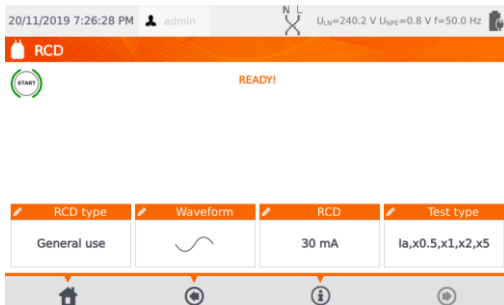 20/11/2019 7:26:28 PM admin N L ULN=240.2 V UNPE=0.8 V f=50.0 Hz
RCD
START READY!
RCD type Waveform RCD Test type
General use 30 mA Ia,x0.5,x1,x2,x5